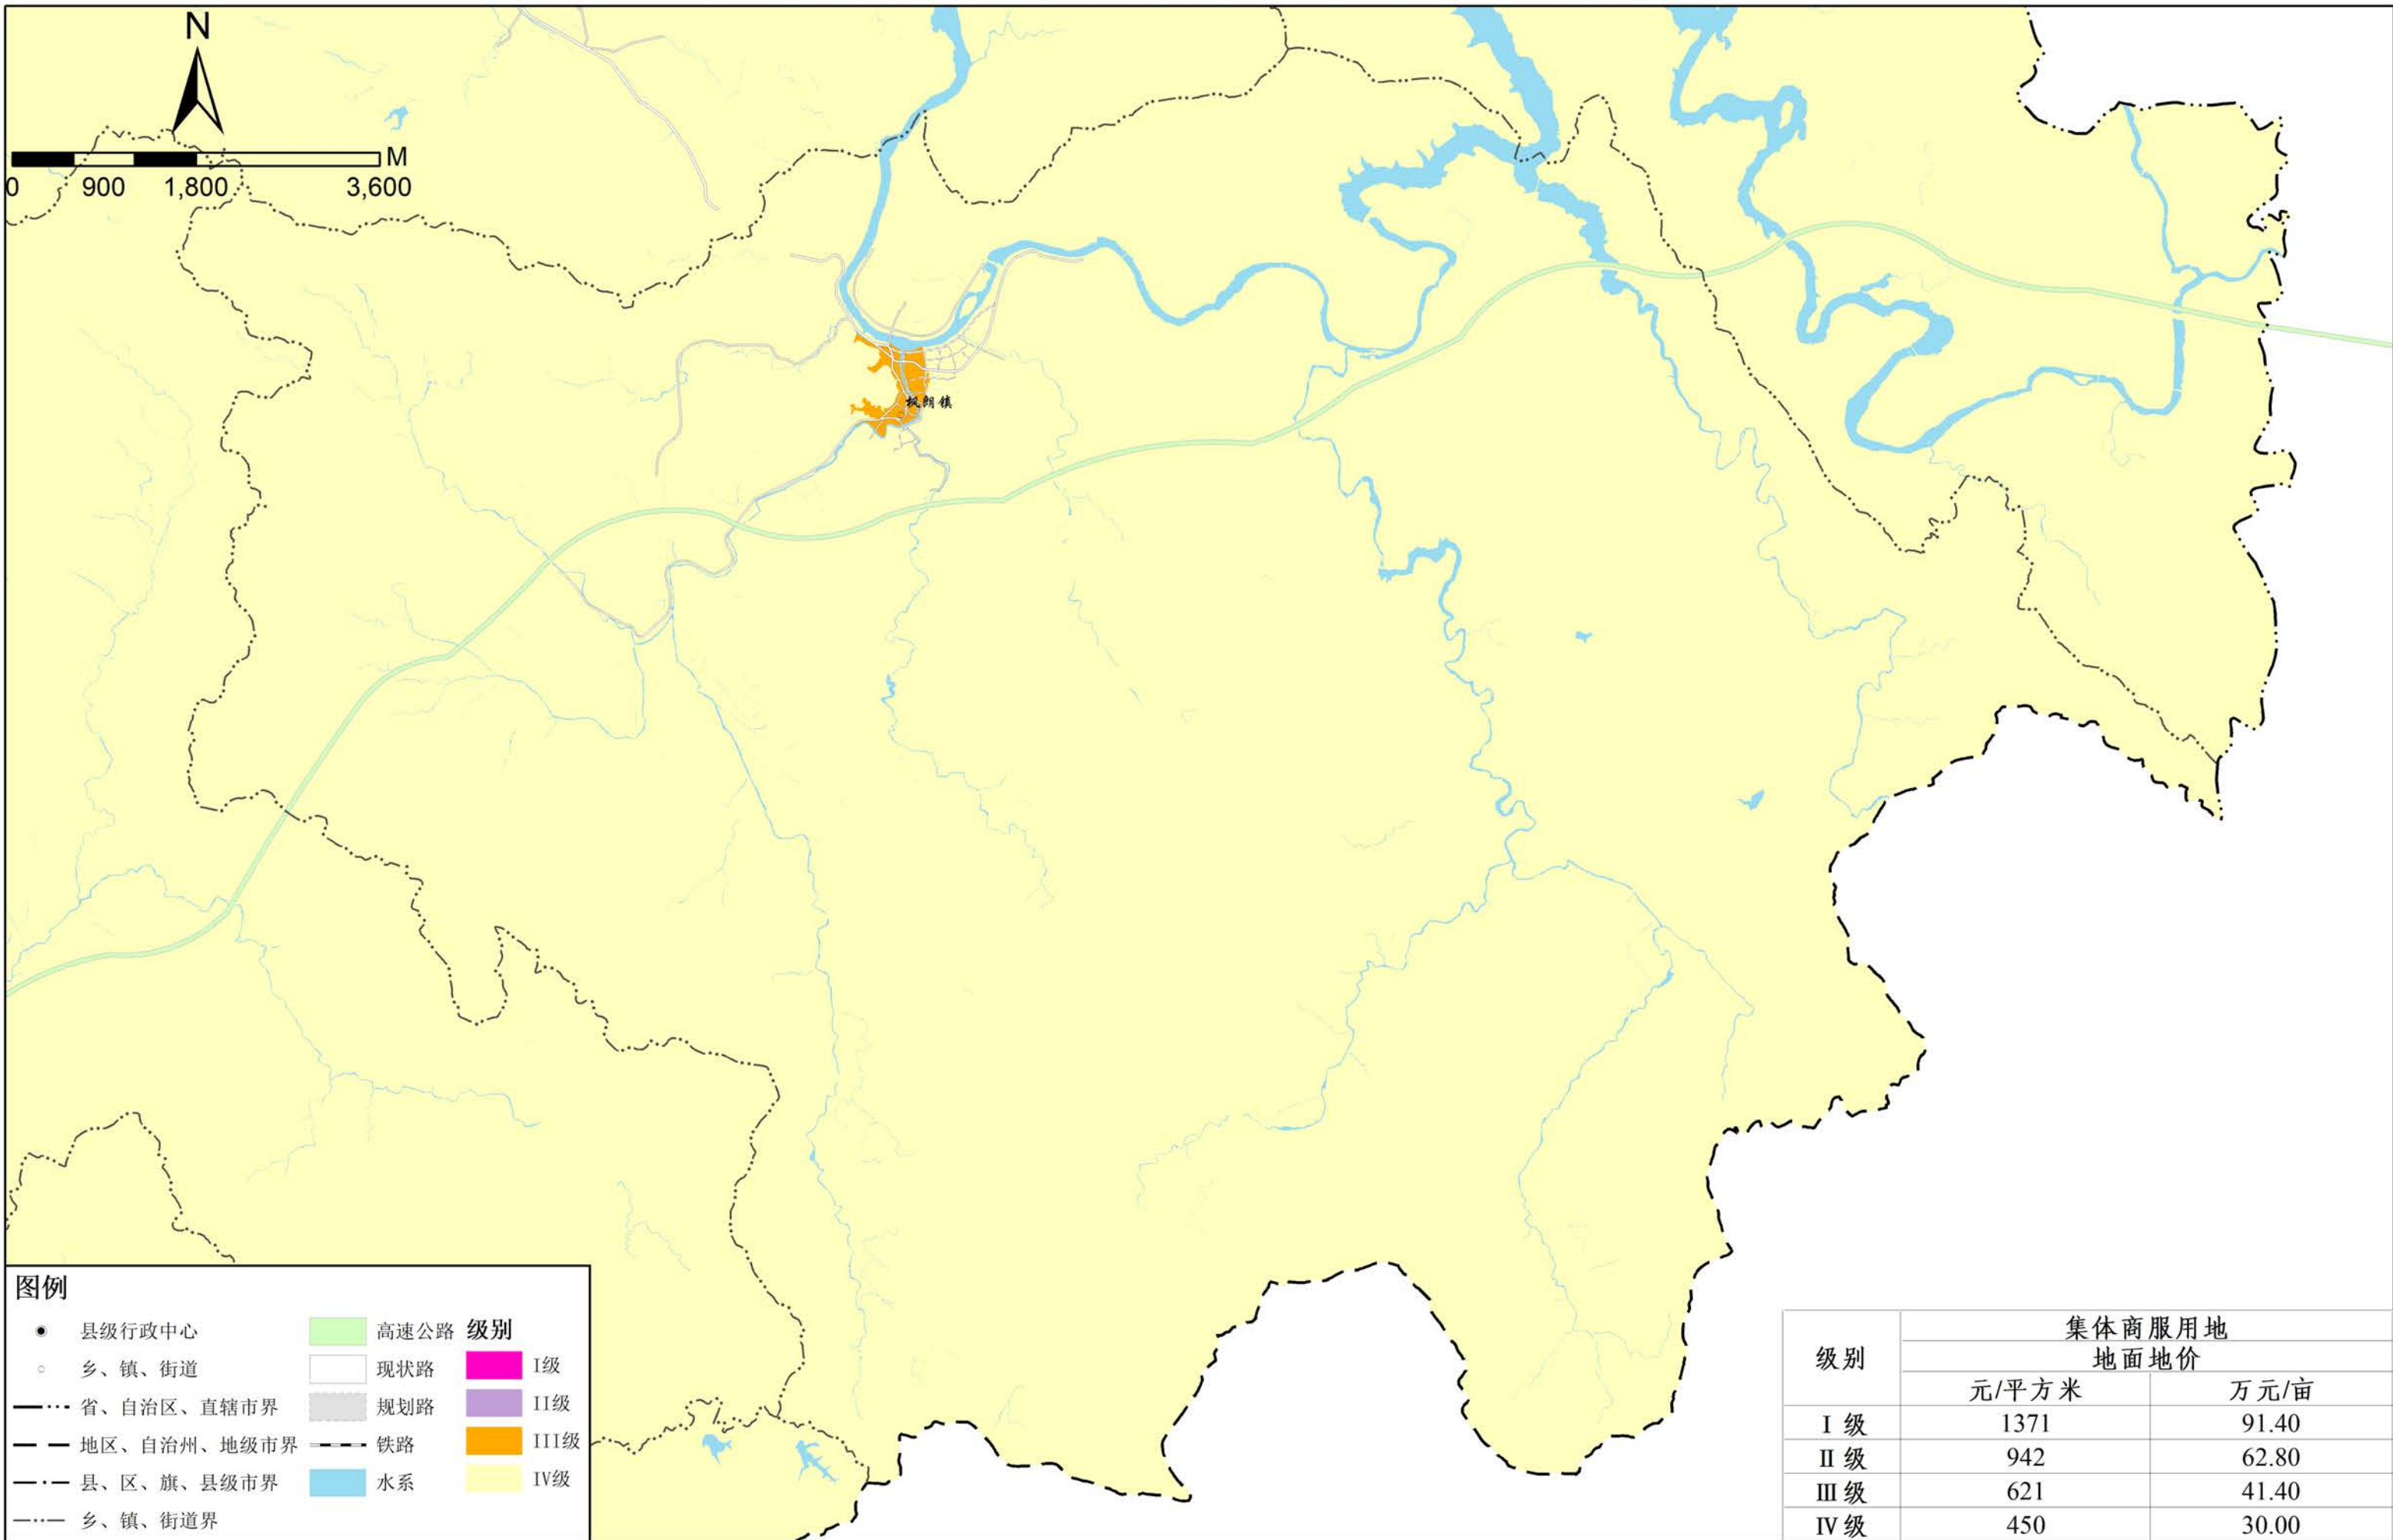 N
M
0 900 1,800 3,600
枫朗镇
图例
县级行政中心
乡、镇、街道
省、自治区、直辖市界
地区、自治州、地级市界
县、区、旗、县级市界
乡、镇、街道界
高速公路
现状路
规划路
铁路
水系
级别
I级
II级
III级
IV级
级别 集体商服用地
地面地价
元/平方米 万元/亩
I 级 1371 91.40
II 级 942 62.80
III 级 621 41.40
IV 级 450 30.00